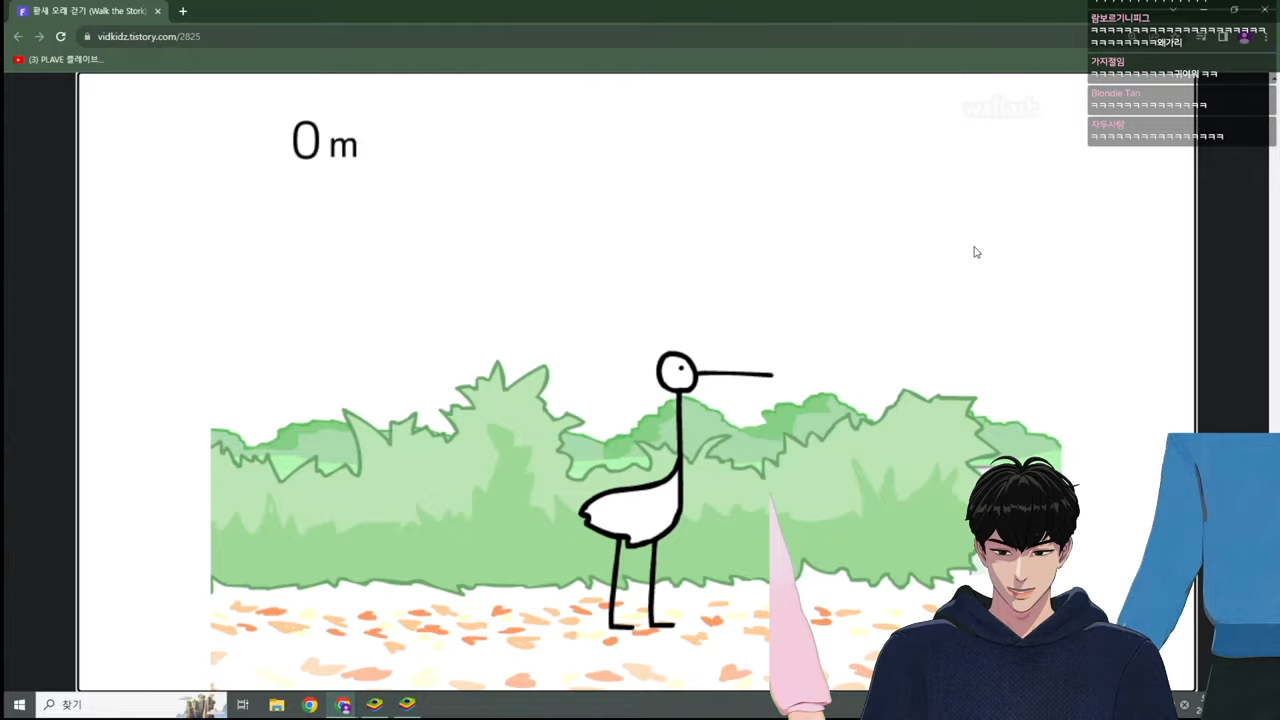 황새 오래 걷기 (Walk the Stork)
vidkidz.tistory.com/2825
(3) PLAVE 플레이브...
0 m
람보르기니피그
ㅋㅋㅋㅋㅋㅋㅋㅋ왜가리
가지절임
ㅋㅋㅋㅋㅋㅋㅋㅋㅋㅋ귀여워 ㅋㅋ
Blondie Tan
ㅋㅋㅋㅋㅋㅋㅋㅋㅋㅋㅋㅋㅋㅋ
자두사탕
ㅋㅋㅋㅋㅋㅋㅋㅋㅋㅋㅋㅋㅋㅋㅋㅋ
찾기